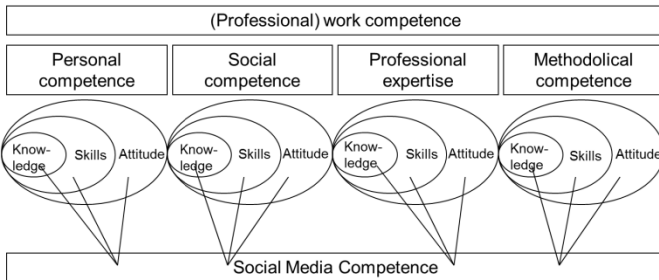 (Professional) work competence
Personal
competence
Social
competence
Professional
expertise
Methodolical
competence
Know-
ledge
Skills
Attitude
Know-
ledge
Skills
Attitude
Know-
ledge
Skills
Attitude
Know-
ledge
Skills
Attitude
Social Media Competence